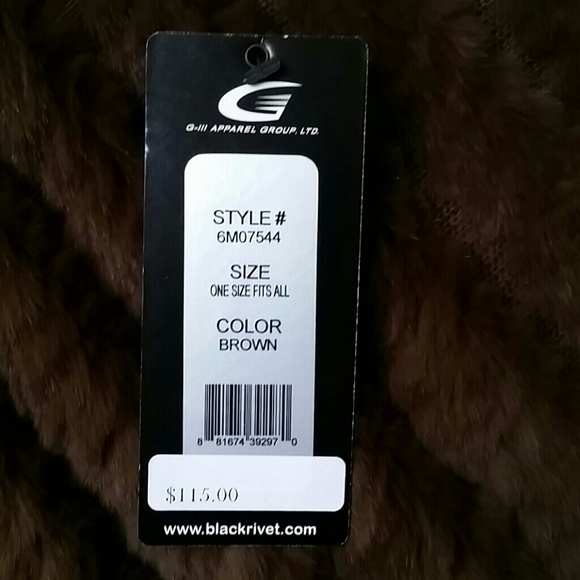 G-III APPAREL GROUP, LTD.
STYLE #
6M07544
SIZE
ONE SIZE FITS ALL
COLOR
BROWN
8 81674 39297 0
$115.00
www.blackrivet.com